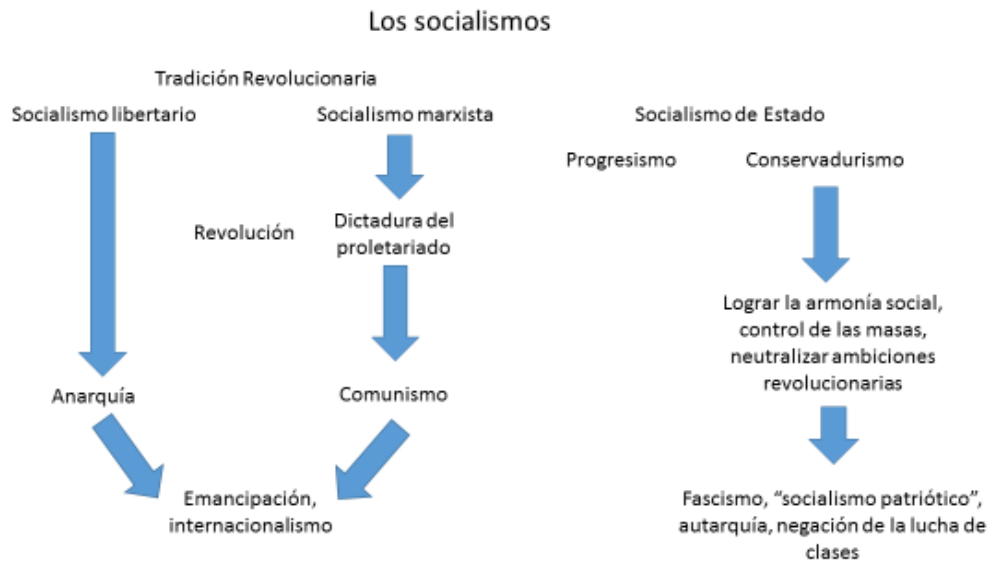 Los socialismos
Tradición Revolucionaria
Socialismo libertario
Socialismo marxista
Socialismo de Estado
Progresismo
Conservadurismo
Revolución
Dictadura del
proletariado
Lograr la armonía social,
control de las masas,
neutralizar ambiciones
revolucionarias
Anarquía
Comunismo
Emancipación,
internacionalismo
Fascismo, “socialismo patriótico”,
autarquía, negación de la lucha de
clases